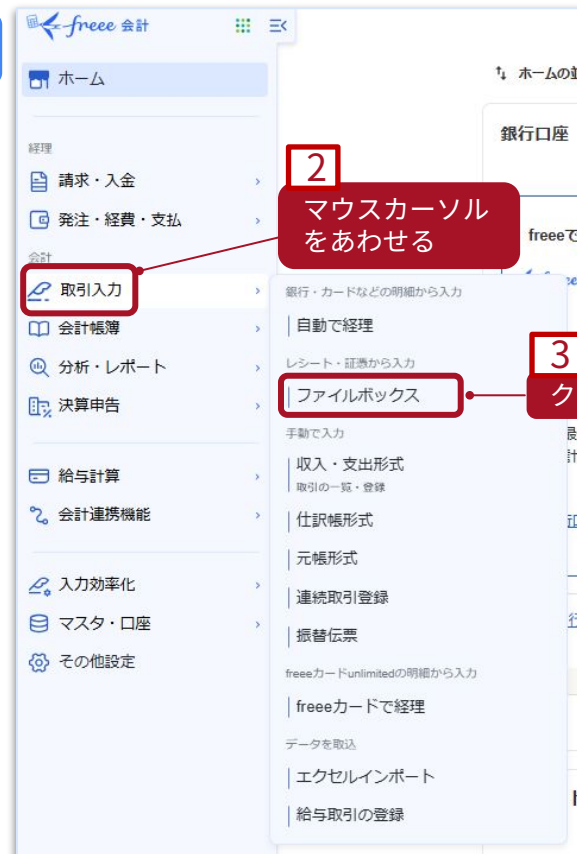 freee 会計
ホーム
経理
請求・入金
発注・経費・支払
会計
取引入力
会計帳簿
分析・レポート
決算申告
給与計算
会計連携機能
入力効率化
マスタ・口座
その他設定
2
マウスカーソル
をあわせる
銀行・カードなどの明細から入力
自動で経理
レシート・証憑から入力
ファイルボックス
手動で入力
収入・支出形式
取引の一覧・登録
仕訳帳形式
元帳形式
連続取引登録
振替伝票
freeeカードunlimitedの明細から入力
freeeカードで経理
データを取込
エクセルインポート
給与取引の登録
ホームの
銀行口座
freeeで
3
ク